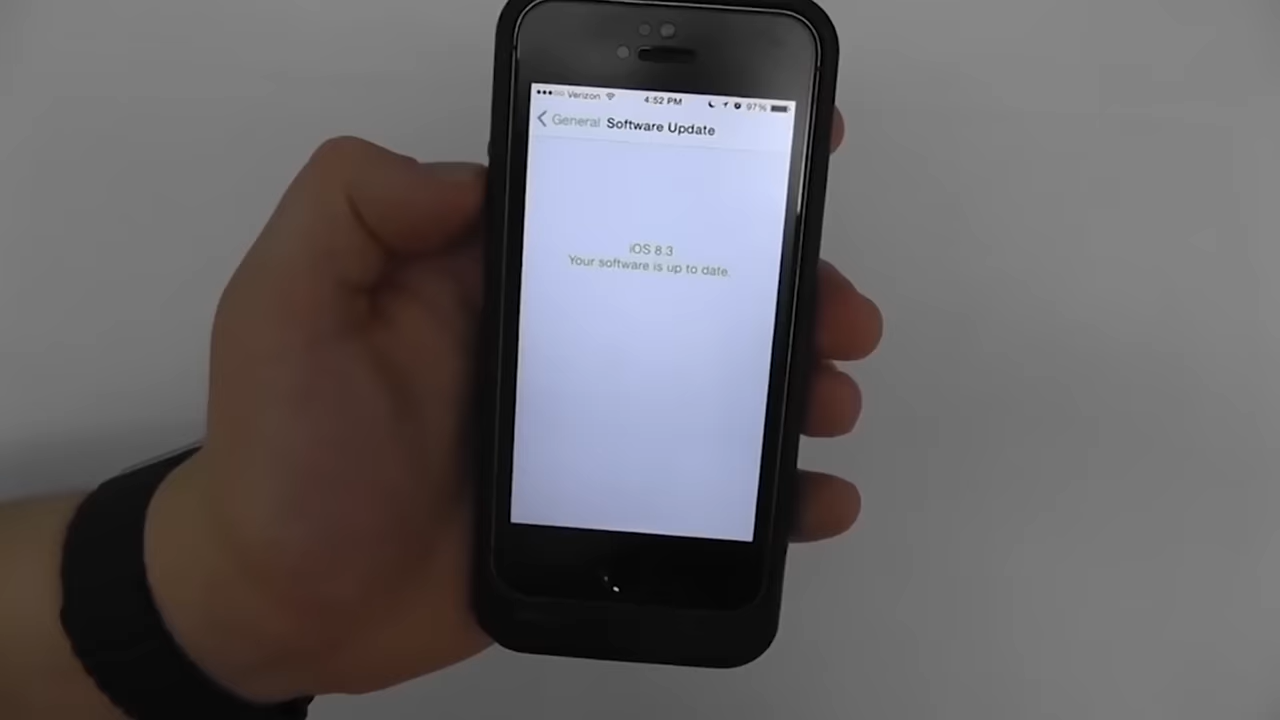 Verizon 4:52 PM 97%
General Software Update
iOS 8.3
Your software is up to date.